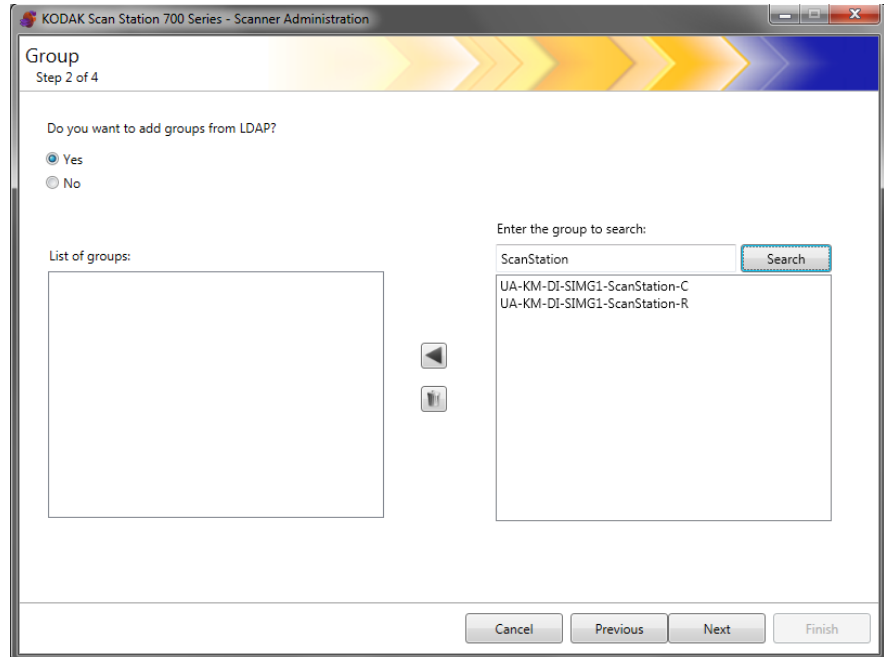 KODAK Scan Station 700 Series - Scanner Administration
Group
Step 2 of 4
Do you want to add groups from LDAP?
Yes
No
Enter the group to search:
List of groups:
ScanStation
Search
UA-KM-DI-SIMG1-ScanStation-C
UA-KM-DI-SIMG1-ScanStation-R
Cancel
Previous
Next
Finish